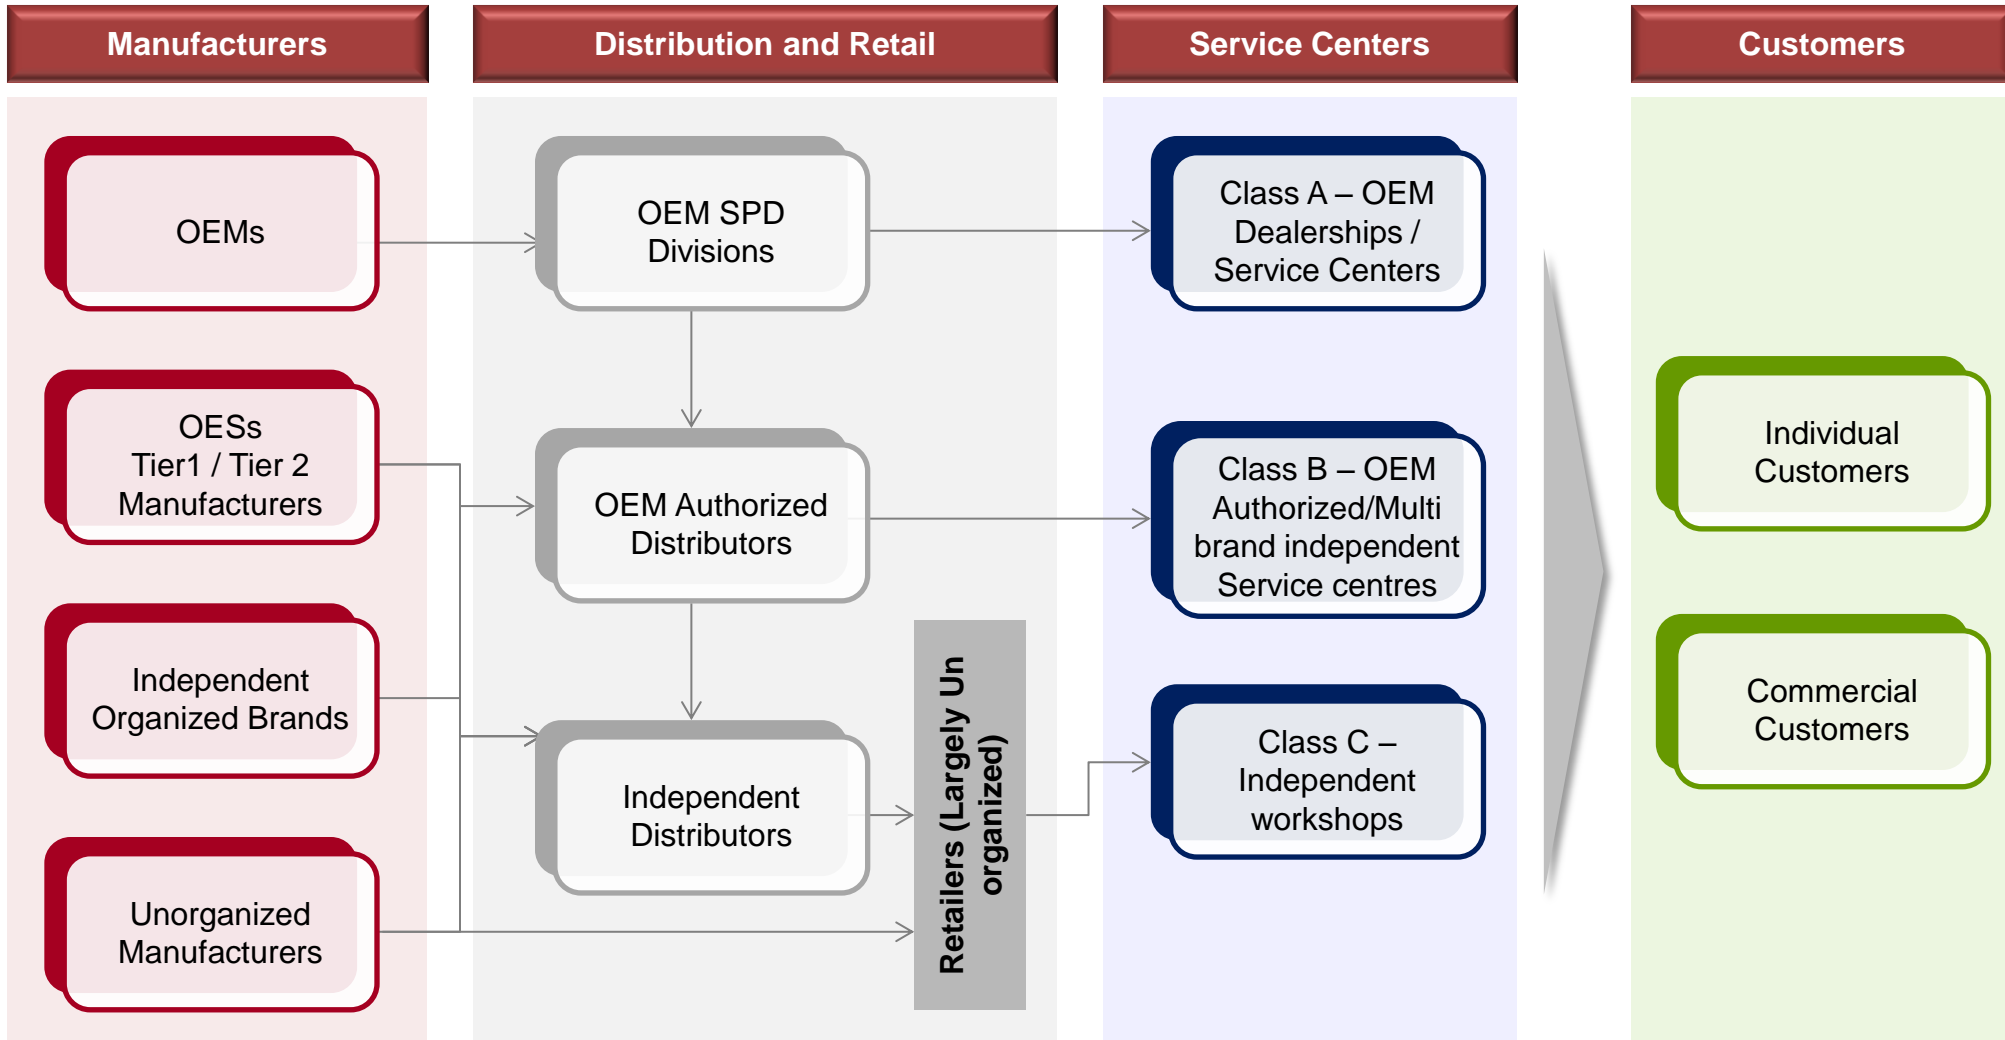 Manufacturers
Distribution and Retail
Service Centers
Customers
OEMs
OESs
Tier1 / Tier 2
Manufacturers
Independent
Organized Brands
Unorganized
Manufacturers
OEM SPD
Divisions
OEM Authorized
Distributors
Independent
Distributors
Retailers (Largely Un
organized)
Class A – OEM
Dealerships /
Service Centers
Class B – OEM
Authorized/Multi
brand independent
Service centres
Class C –
Independent
workshops
Individual
Customers
Commercial
Customers